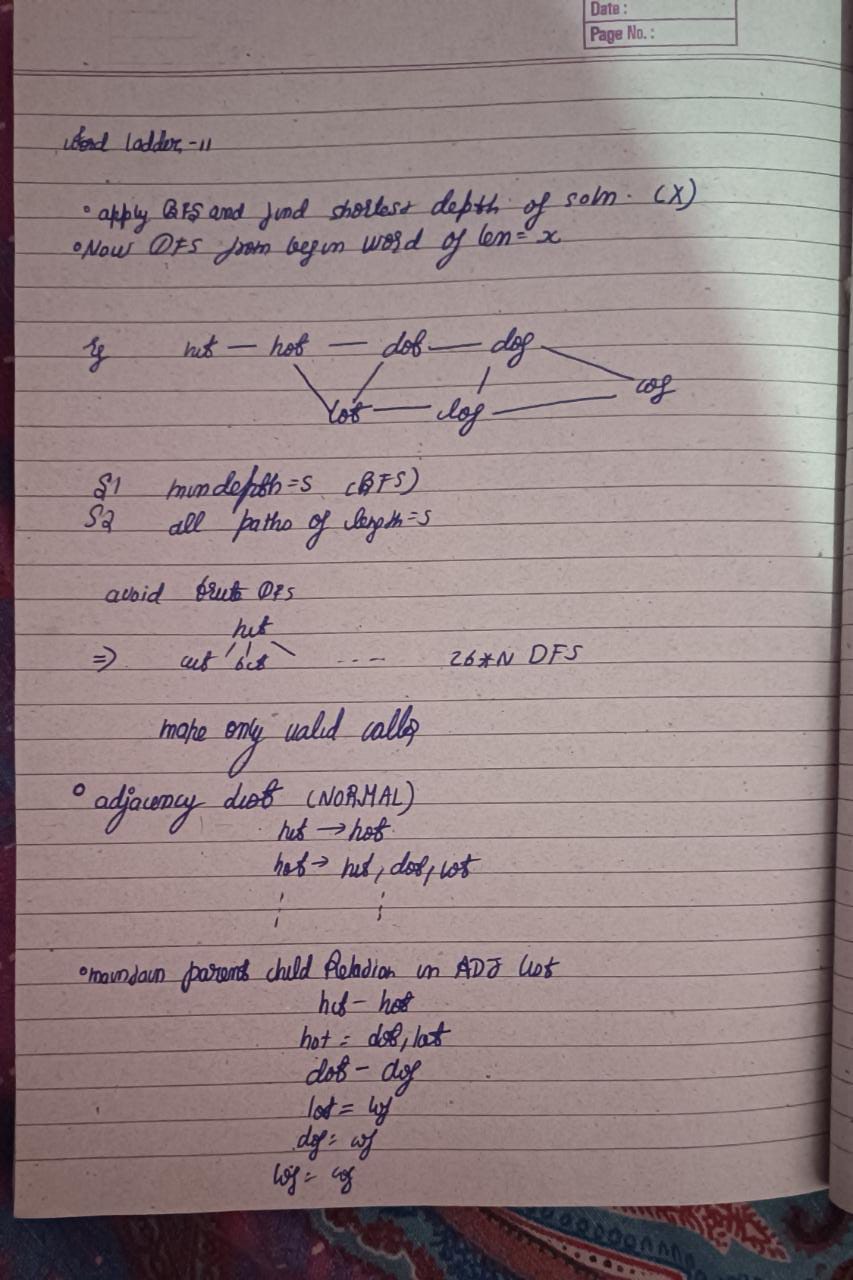 Date :
Page No. :
Word ladder-II
• apply BFS and find shortest depth of soln. (X)
• Now DFS from begin word of len = x
Eg hit — hot — dot — dog
cog
lot — log
S1 min depth = 5 (BFS)
S2 all paths of length = 5
avoid brute DFS
hit
⇒ ait bit ---- 26*N DFS
make only valid calls
• adjacency list (NORMAL)
hit → hot
hot → hit, dot, lot
• maintain parent child Relation in ADJ list
hit - hot
hot = dot, lot
dot - dog
lot = log
dog = cog
log = cog